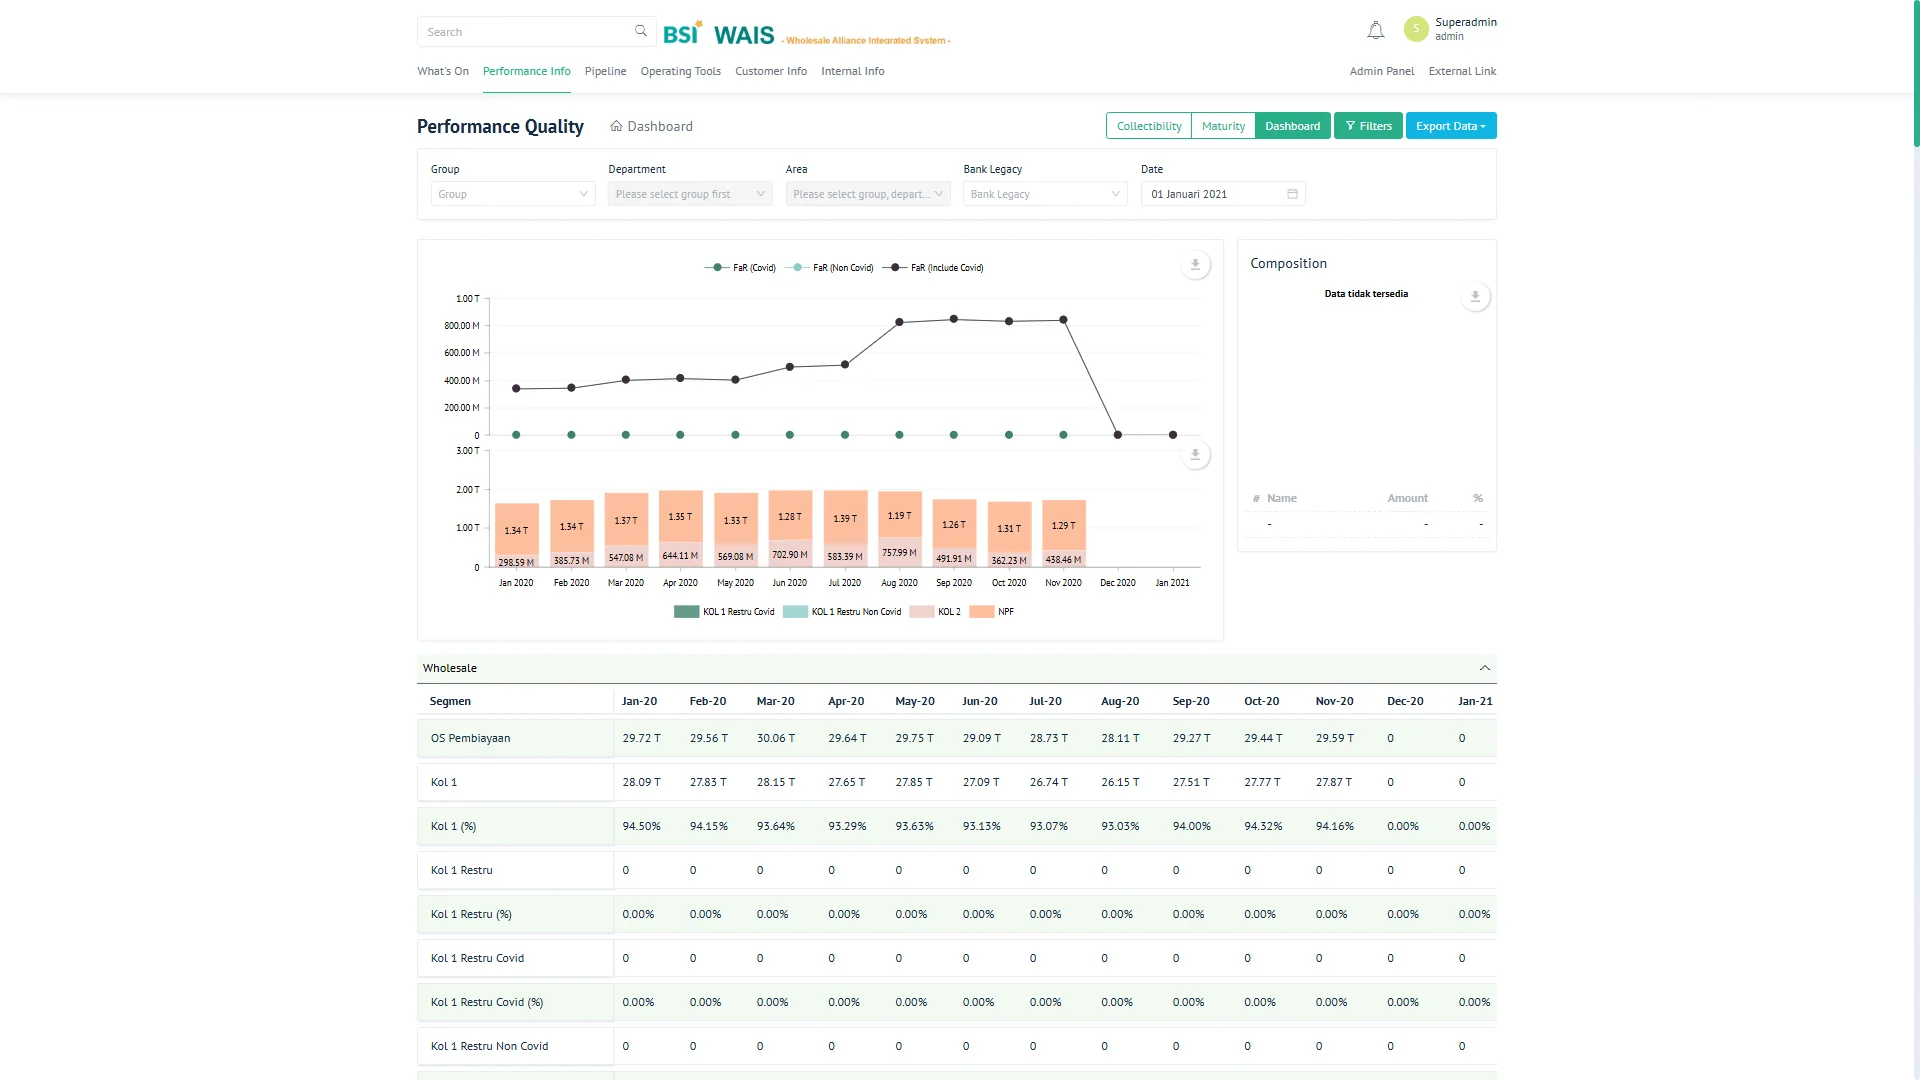 Search
BSI WAIS - Wholesale Alliance Integrated System -
S
Superadmin
admin
What's On Performance Info Pipeline Operating Tools Customer Info Internal Info Admin Panel External Link
Performance Quality Dashboard Collectibility Maturity Dashboard Filters Export Data
Group Department Area Bank Legacy Date
Group Please select group first Please select group, depart... Bank Legacy 01 Januari 2021
FaR (Covid) FaR (Non Covid) FaR (Include Covid)
1.00 T
800.00 M
600.00 M
400.00 M
200.00 M
0
3.00 T
2.00 T
1.00 T
0
1.34 T 1.34 T 1.37 T 1.35 T 1.33 T 1.28 T 1.39 T 1.19 T 1.26 T 1.31 T 1.29 T
298.59 M 385.73 M 547.08 M 644.11 M 569.08 M 702.90 M 583.39 M 757.99 M 491.91 M 362.23 M 438.46 M
Jan 2020 Feb 2020 Mar 2020 Apr 2020 May 2020 Jun 2020 Jul 2020 Aug 2020 Sep 2020 Oct 2020 Nov 2020 Dec 2020 Jan 2021
KOL 1 Restru Covid KOL 1 Restru Non Covid KOL 2 NPF
Composition
Data tidak tersedia
# Name Amount %
- - -
Wholesale
Segmen Jan-20 Feb-20 Mar-20 Apr-20 May-20 Jun-20 Jul-20 Aug-20 Sep-20 Oct-20 Nov-20 Dec-20 Jan-21
OS Pembiayaan 29.72 T 29.56 T 30.06 T 29.64 T 29.75 T 29.09 T 28.73 T 28.11 T 29.27 T 29.44 T 29.59 T 0 0
Kol 1 28.09 T 27.83 T 28.15 T 27.65 T 27.85 T 27.09 T 26.74 T 26.15 T 27.51 T 27.77 T 27.87 T 0 0
Kol 1 (%) 94.50% 94.15% 93.64% 93.29% 93.63% 93.13% 93.07% 93.03% 94.00% 94.32% 94.16% 0.00% 0.00%
Kol 1 Restru 0 0 0 0 0 0 0 0 0 0 0 0 0
Kol 1 Restru (%) 0.00% 0.00% 0.00% 0.00% 0.00% 0.00% 0.00% 0.00% 0.00% 0.00% 0.00% 0.00% 0.00%
Kol 1 Restru Covid 0 0 0 0 0 0 0 0 0 0 0 0 0
Kol 1 Restru Covid (%) 0.00% 0.00% 0.00% 0.00% 0.00% 0.00% 0.00% 0.00% 0.00% 0.00% 0.00% 0.00% 0.00%
Kol 1 Restru Non Covid 0 0 0 0 0 0 0 0 0 0 0 0 0